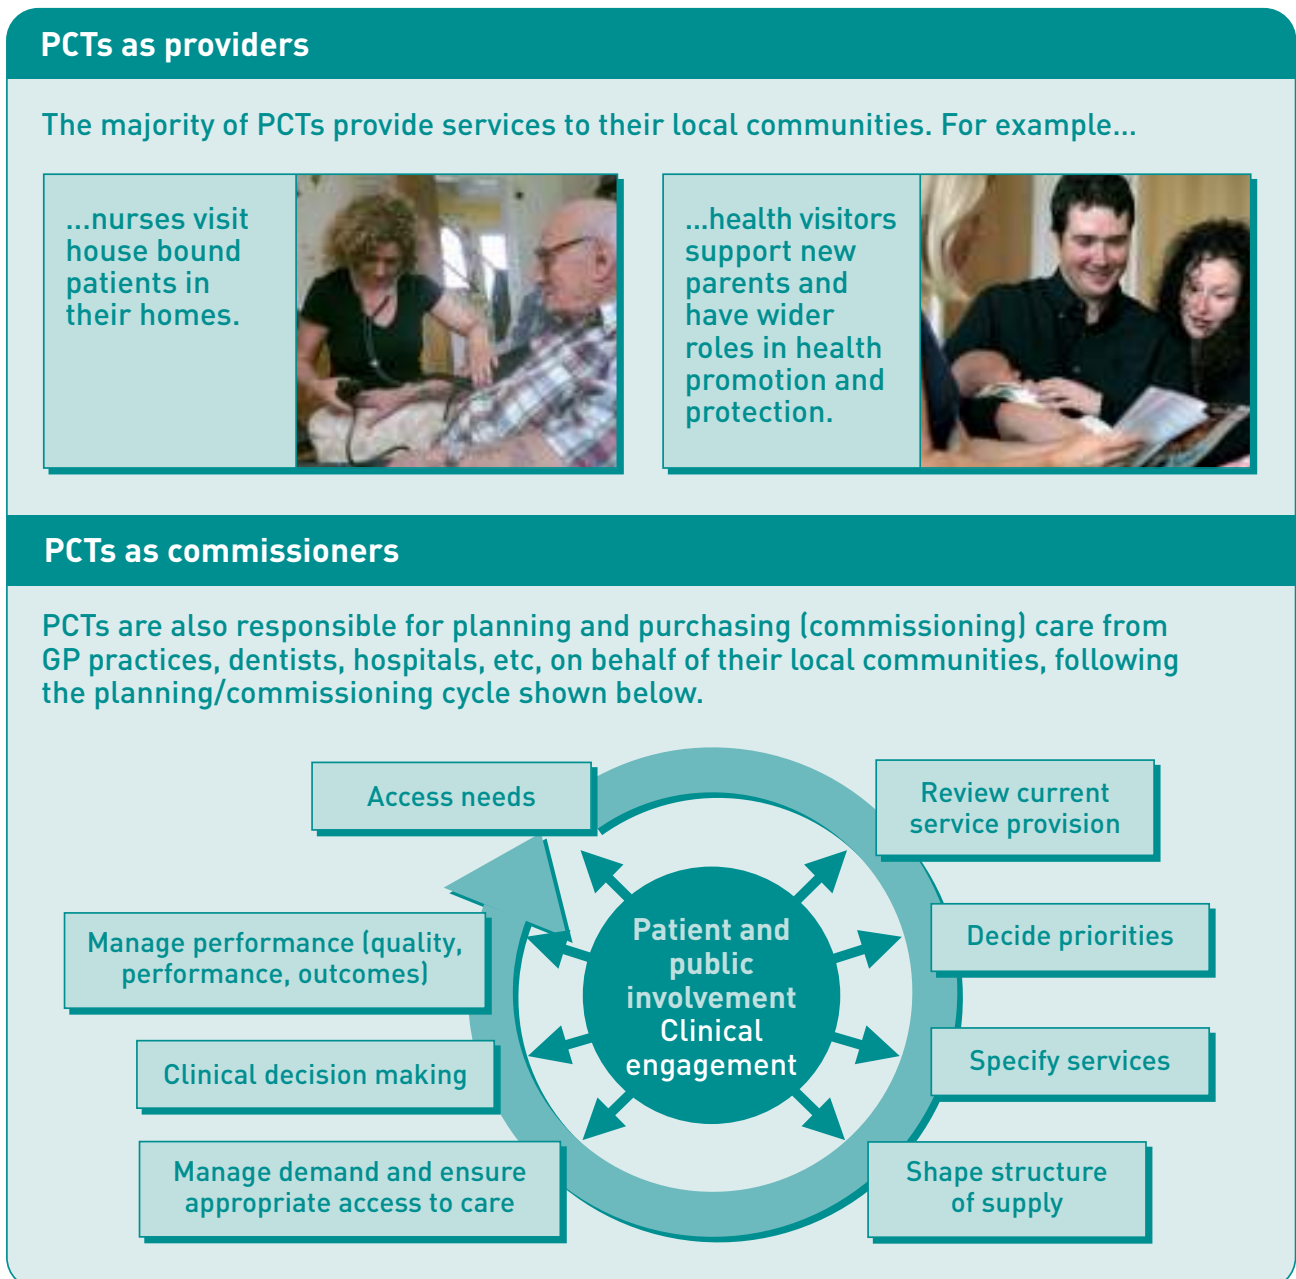 PCTs as providers
The majority of PCTs provide services to their local communities. For example...
...nurses visit
house bound
patients in
their homes.
...health visitors
support new
parents and
have wider
roles in health
promotion and
protection.
PCTs as commissioners
PCTs are also responsible for planning and purchasing (commissioning) care from
GP practices, dentists, hospitals, etc, on behalf of their local communities, following
the planning/commissioning cycle shown below.
Access needs
Review current
service provision
Decide priorities
Specify services
Shape structure
of supply
Manage demand and ensure
appropriate access to care
Clinical decision making
Manage performance (quality,
performance, outcomes)
Patient and
public
involvement
Clinical
engagement